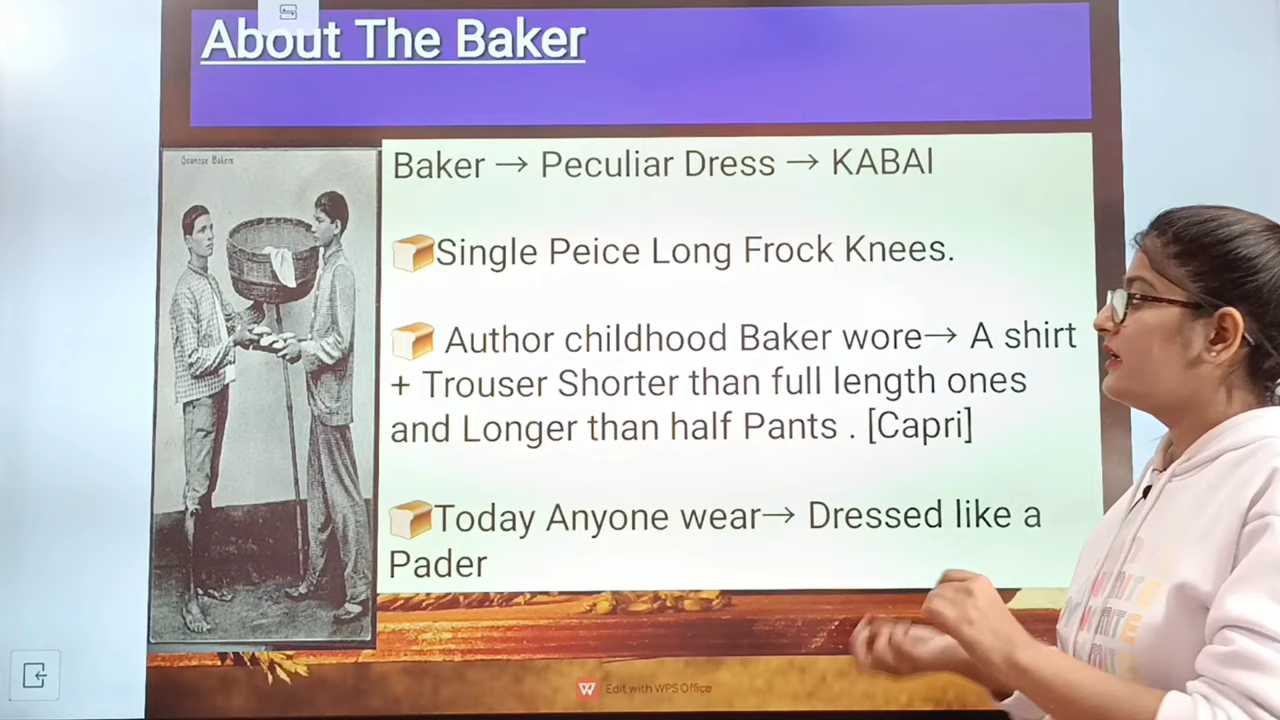 About The Baker
Goanese Bakers
Baker → Peculiar Dress → KABAI
Single Peice Long Frock Knees.
Author childhood Baker wore→ A shirt
+ Trouser Shorter than full length ones
and Longer than half Pants . [Capri]
Today Anyone wear→ Dressed like a
Pader
Edit with WPS Office